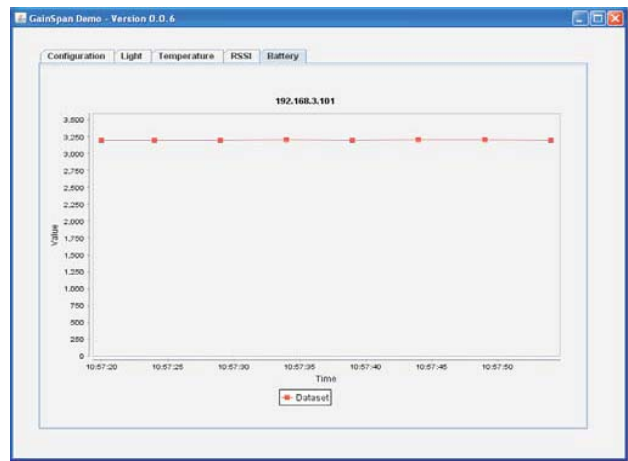 GainSpan Demo - Version 0.0.6
Configuration Light Temperature RSSI Battery
192.168.3.101
3,500
3,250
3,000
2,750
2,500
2,250
2,000
1,750
1,500
1,250
1,000
750
500
250
0
Value
10:57:20 10:57:25 10:57:30 10:57:35 10:57:40 10:57:45 10:57:50
Time
Dataset